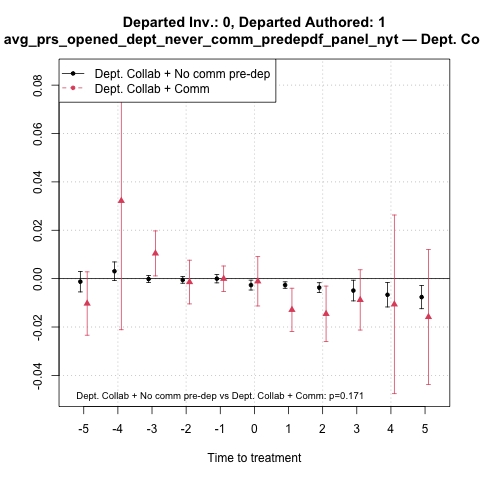 Departed Inv.: 0, Departed Authored: 1
avg_prs_opened_dept_never_comm_predepdf_panel_nyt — Dept. Co
Dept. Collab + No comm pre-dep
Dept. Collab + Comm
0.08
0.06
0.04
0.02
0.00
-0.02
-0.04
Dept. Collab + No comm pre-dep vs Dept. Collab + Comm: p=0.171
-5 -4 -3 -2 -1 0 1 2 3 4 5
Time to treatment